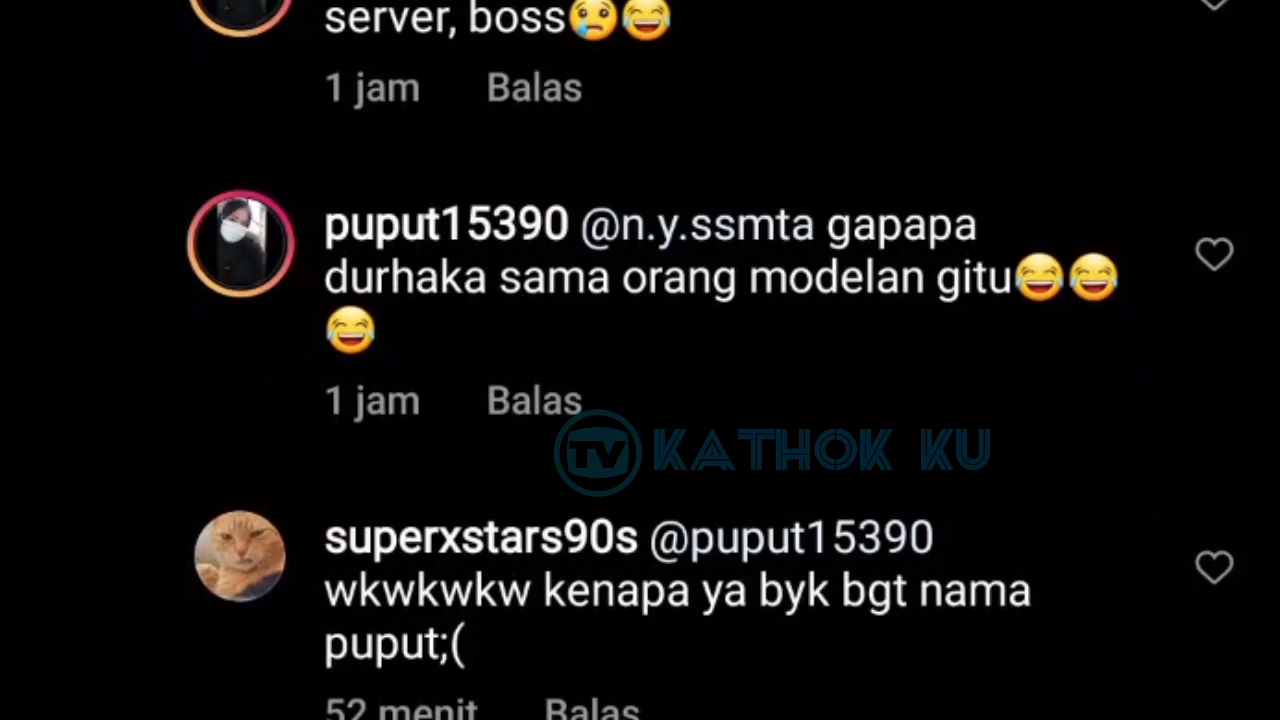 server, boss😢😂
1 jam Balas
puput15390 @n.y.ssmta gapapa
durhaka sama orang modelan gitu😂😂
😂
1 jam Balas
TV KATHOK KU
superxstars90s @puput15390
wkwkwkw kenapa ya byk bgt nama
puput;(
52 menit Balas